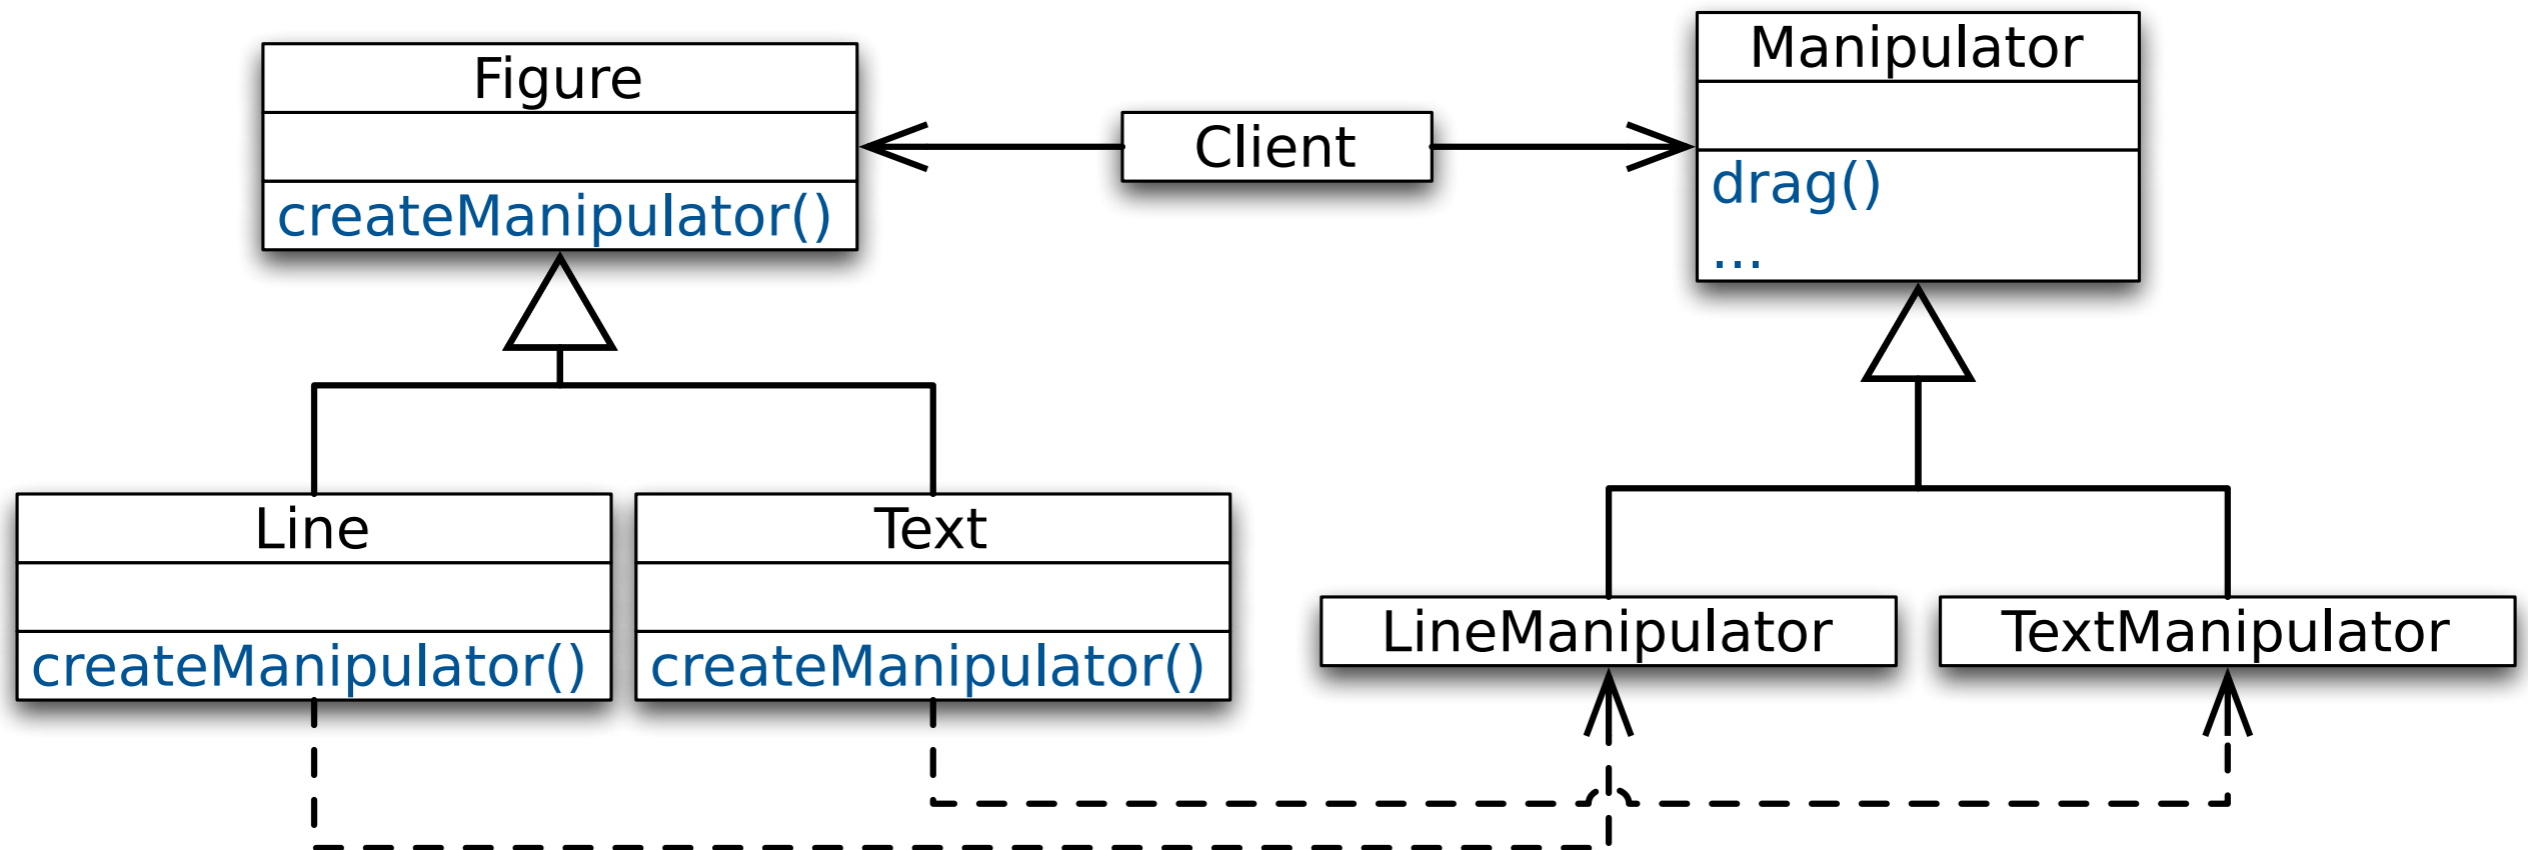 Figure
createManipulator()
Client
Manipulator
drag()
...
Line
createManipulator()
Text
createManipulator()
LineManipulator
TextManipulator